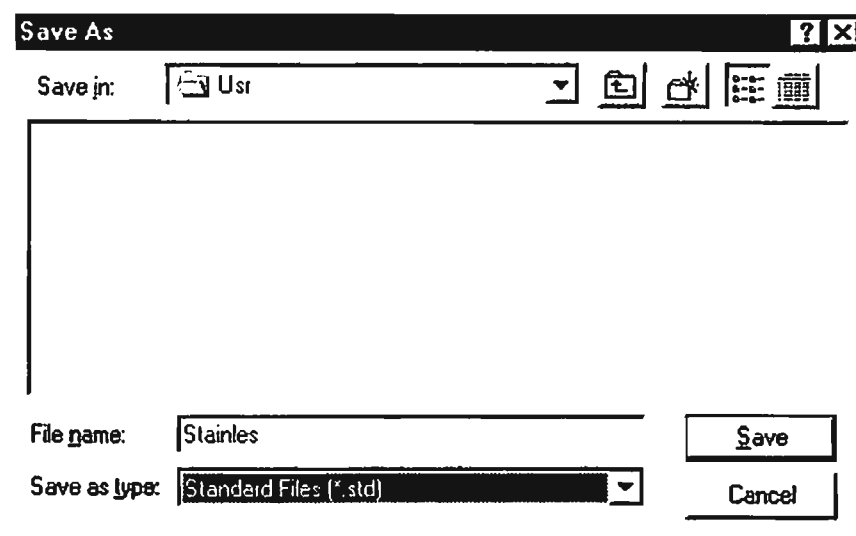 Save As
Save in: Usr
File name: Stainles
Save
Save as type: Standard Files (*.std)
Cancel